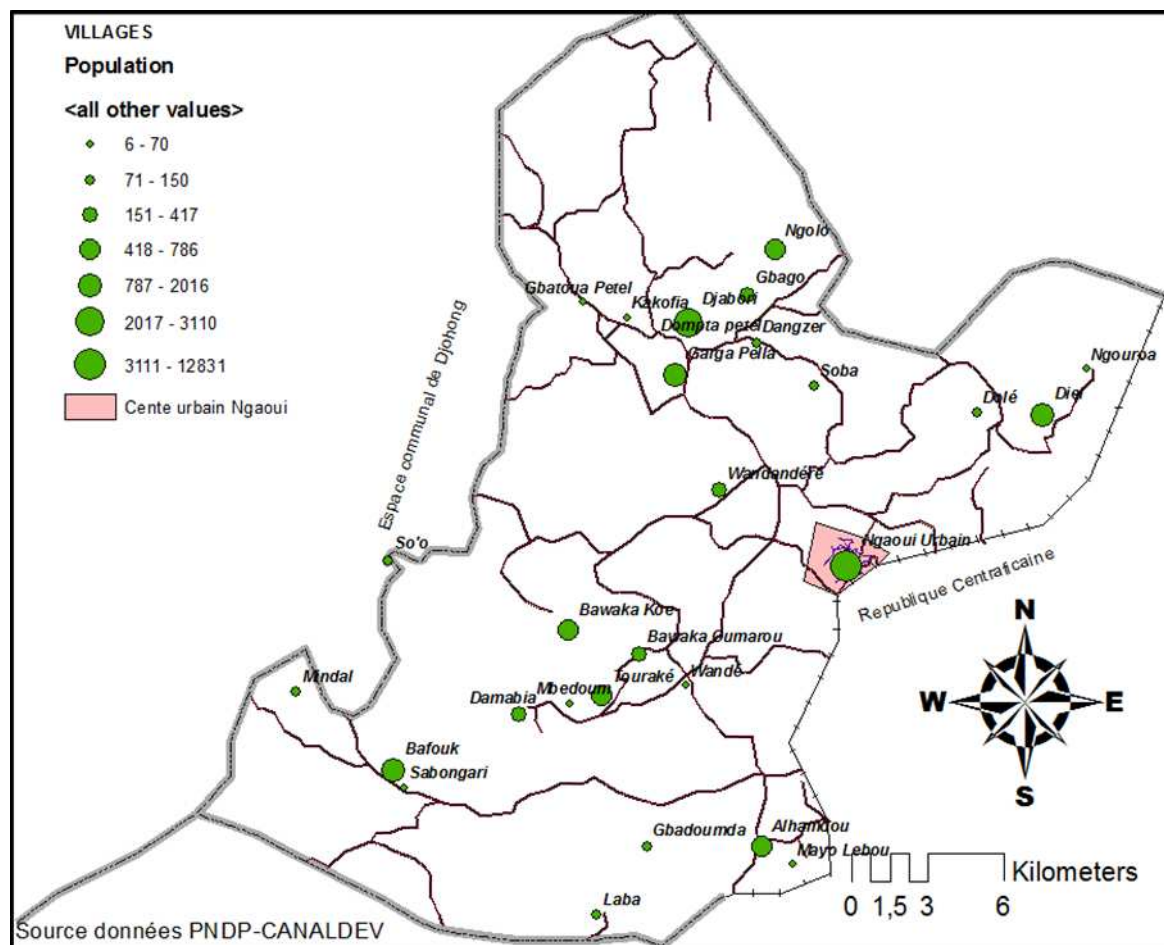 VILLAGES
Population
<all other values>
6 - 70
71 - 150
151 - 417
418 - 786
787 - 2016
2017 - 3110
3111 - 12831
Cente urbain Ngaoui
Espace communal de Djohong
Ngolo
Gbago
Gbatoua Petel
Kakofia
Djabori
Dompta petel
Dangzer
Garga Pella
Soba
Ngouroa
Dolé
Diel
Wandandéré
So'o
Ngaoui Urbain
Republique Centraficaine
Bawaka Koe
Bawaka Oumarou
Mindal
Touraké
Wandé
Mbedoum
Damabia
Bafouk
Sabongari
Gbadoumda
Alhamdou
Mayo Lebou
Laba
N
W
E
S
Kilometers
0 1,5 3 6
Source données PNDP-CANALDEV